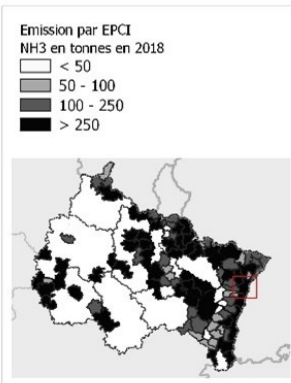 Emission par EPCI
NH3 en tonnes en 2018
< 50
50 - 100
100 - 250
> 250